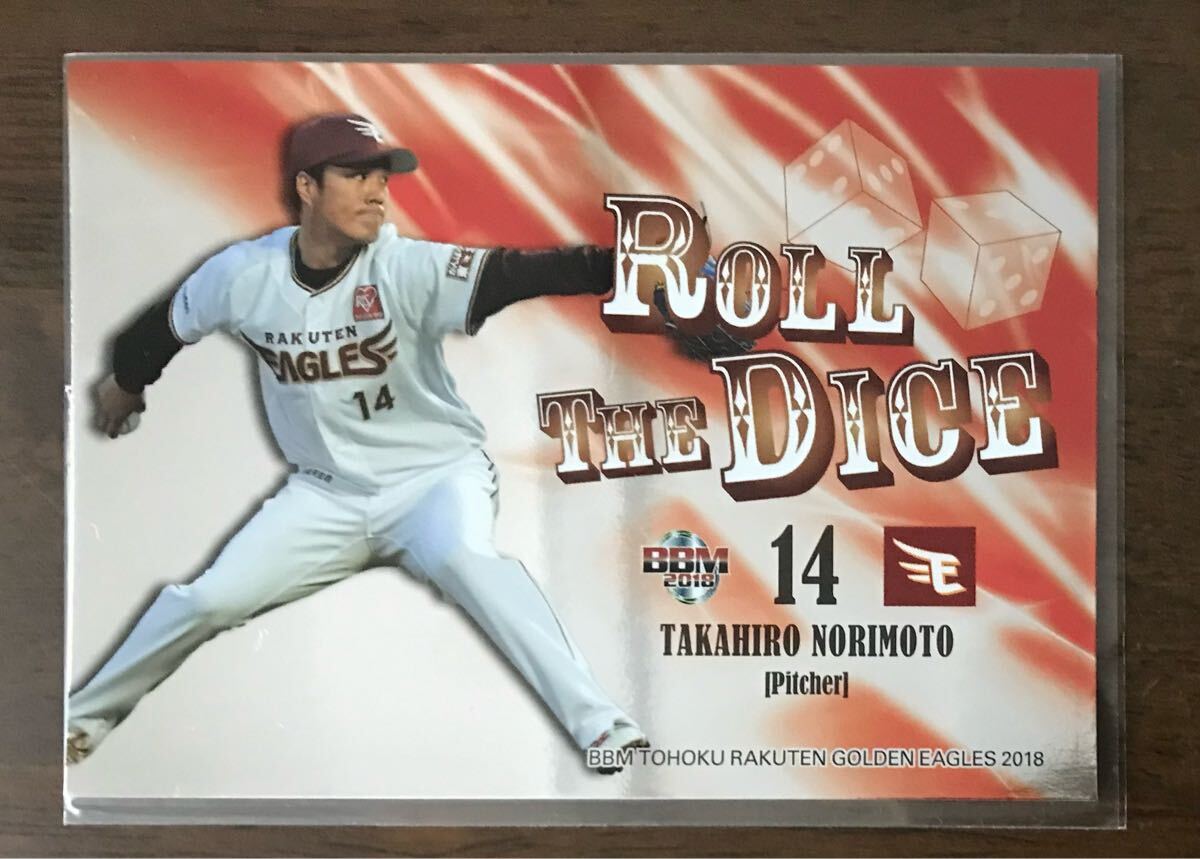 ROLL
THE DICE
RAKUTEN
EAGLES
14
BBM
2018
14
E
TAKAHIRO NORIMOTO
[Pitcher]
BBM TOHOKU RAKUTEN GOLDEN EAGLES 2018